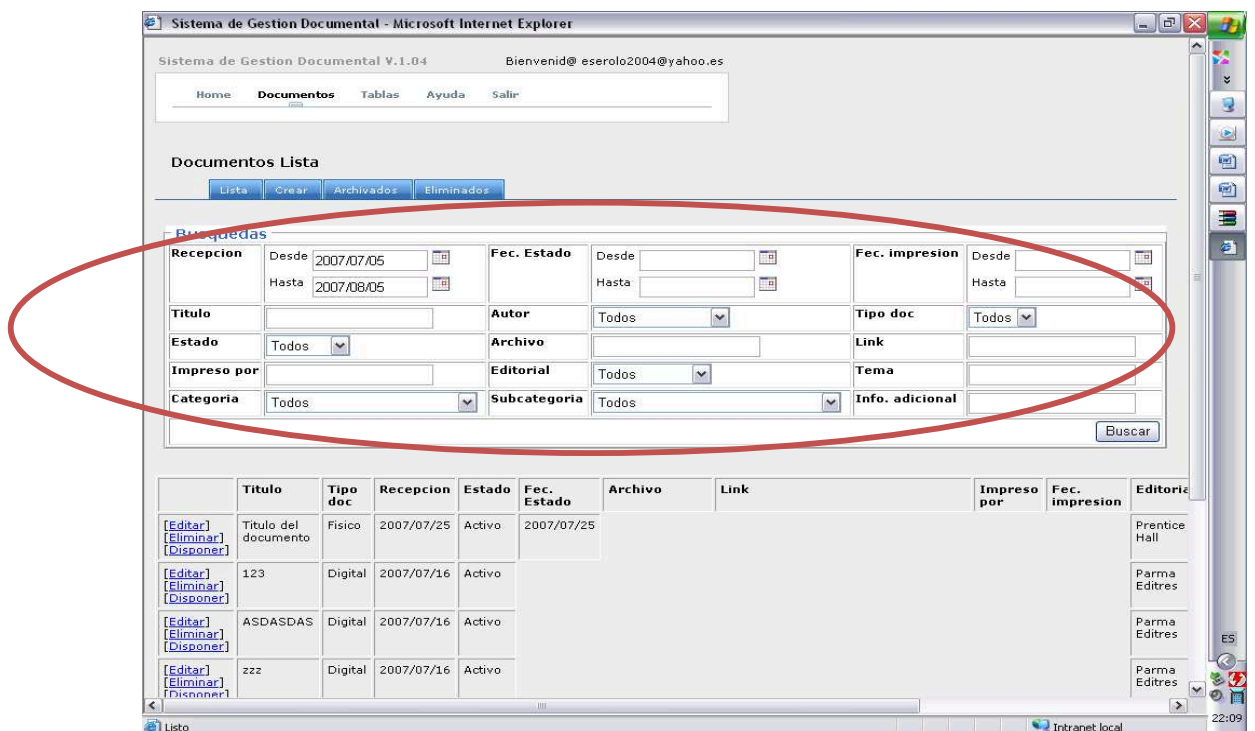 Sistema de Gestion Documental - Microsoft Internet Explorer
Sistema de Gestion Documental V.1.04 Bienvenid@ eserolo2004@yahoo.es
Home Documentos Tablas Ayuda Salir
Documentos Lista
Lista Crear Archivados Eliminados
Busquedas
Recepcion Desde 2007/07/05 Fec. Estado Desde Fec. impresion Desde
Hasta 2007/08/05 Hasta Hasta
Titulo Autor Todos Tipo doc Todos
Estado Todos Archivo Link
Impreso por Editorial Todos Tema
Categoria Todos Subcategoria Todos Info. adicional
Buscar
Titulo Tipo doc Recepcion Estado Fec. Estado Archivo Link Impreso por Fec. impresion Editoria
[Editar] Titulo del Fisico 2007/07/25 Activo 2007/07/25 Prentice
[Eliminar] documento Hall
[Disponer]
[Editar] 123 Digital 2007/07/16 Activo Parma
[Eliminar] Editres
[Disponer]
[Editar] ASDASDAS Digital 2007/07/16 Activo Parma
[Eliminar] Editres
[Disponer]
[Editar] zzz Digital 2007/07/16 Activo Parma
[Eliminar] Editres
[Disponer]
ES
Listo Intranet local 22:09